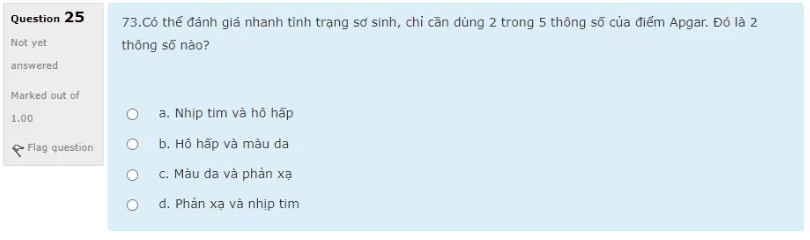 Question 25
Not yet
answered
Marked out of
1.00
Flag question
73.Có thể đánh giá nhanh tình trạng sơ sinh, chỉ cần dùng 2 trong 5 thông số của điểm Apgar. Đó là 2
thông số nào?
a. Nhịp tim và hô hấp
b. Hô hấp và màu da
c. Màu da và phản xạ
d. Phản xạ và nhịp tim